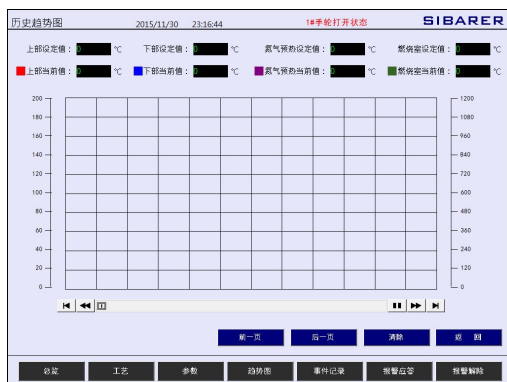 历史趋势图 2015/11/30 23:16:44 1#手轮打开状态 SIBARER
上部设定值: 0 ℃ 下部设定值: 0 ℃ 氮气预热设定值: 0 ℃ 燃烧室设定值: 0 ℃
上部当前值: 0 ℃ 下部当前值: 0 ℃ 氮气预热当前值: 0 ℃ 燃烧室当前值: 0 ℃
200 1200
180 1080
160 960
140 840
120 720
100 600
80 480
60 360
40 240
20 120
0 0
前一页 后一页 清除 返 回
总览 工艺 参数 趋势图 事件记录 报警应答 报警解除